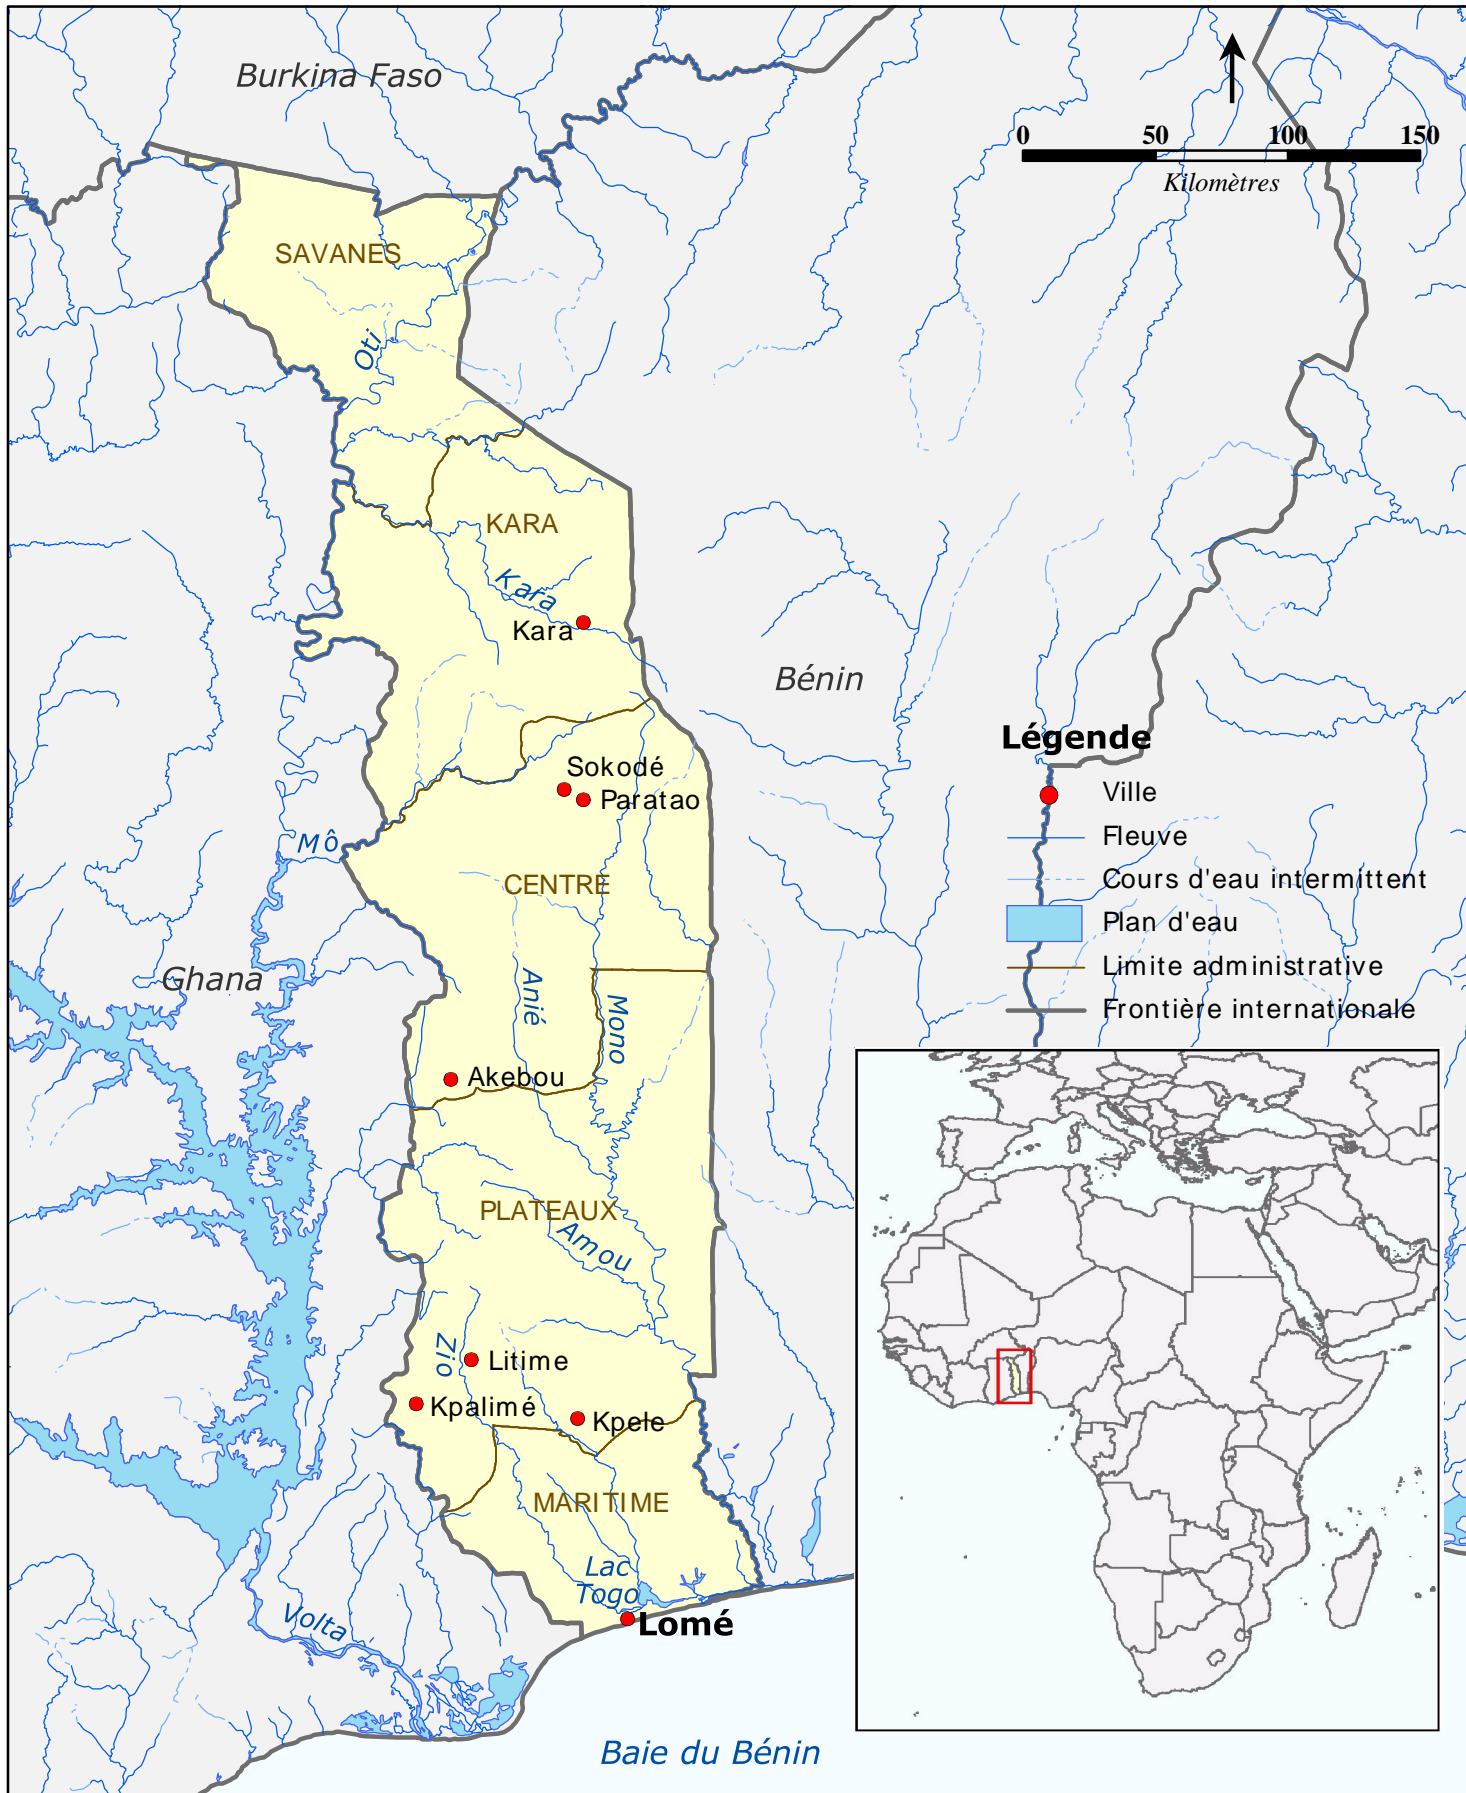 Burkina Faso
0 50 100 150
Kilomètres
SAVANES
Oti
KARA
Kara
Kara
Bénin
Légende
Ville
Fleuve
Cours d'eau intermittent
Plan d'eau
Limite administrative
Frontière internationale
Sokodé
Paratao
Mô
CENTRE
Ghana
Anié
Mono
Akebou
PLATEAUX
Amou
Zio
Litime
Kpalimé
Kpele
MARITIME
Lac
Togo
Lomé
Volta
Baie du Bénin